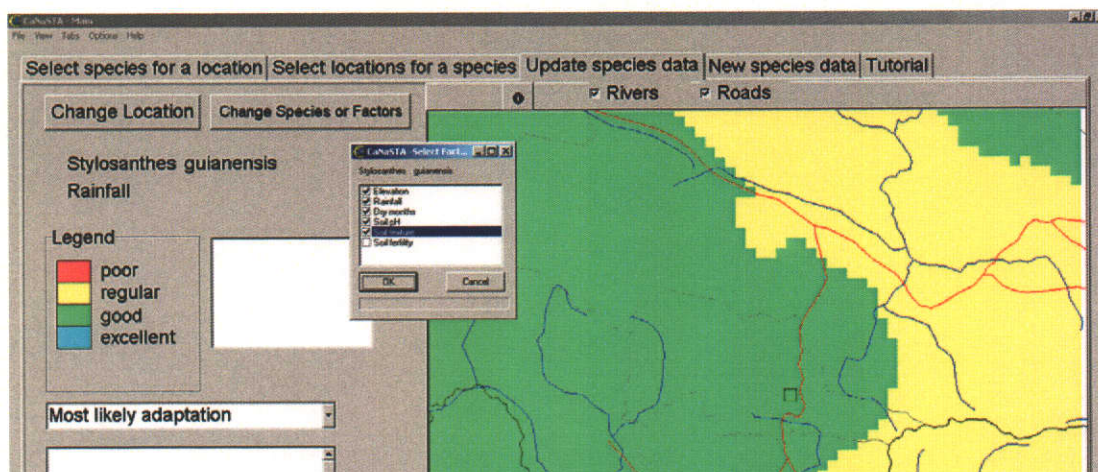 CaNaSTA - Main
File View Tabs Options Help
Select species for a location Select locations for a species Update species data New species data Tutorial
Change Location Change Species or Factors
Rivers Roads
Stylosanthes guianensis
Rainfall
Legend
poor
regular
good
excellent
Most likely adaptation
CaNaSTA - Select Fact...
Stylosanthes guianensis
Elevation
Rainfall
Dry months
Soil pH
Soil texture
Soil fertility
OK Cancel